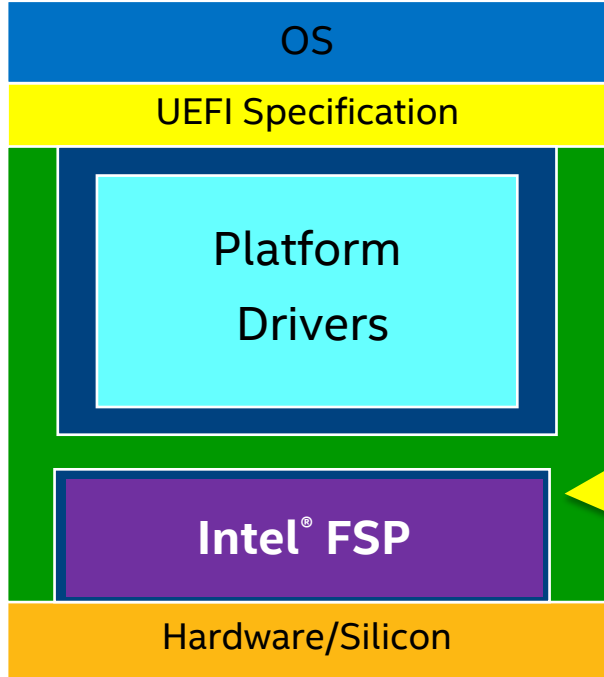 OS
UEFI Specification
Platform
Drivers
Intel® FSP
Hardware/Silicon